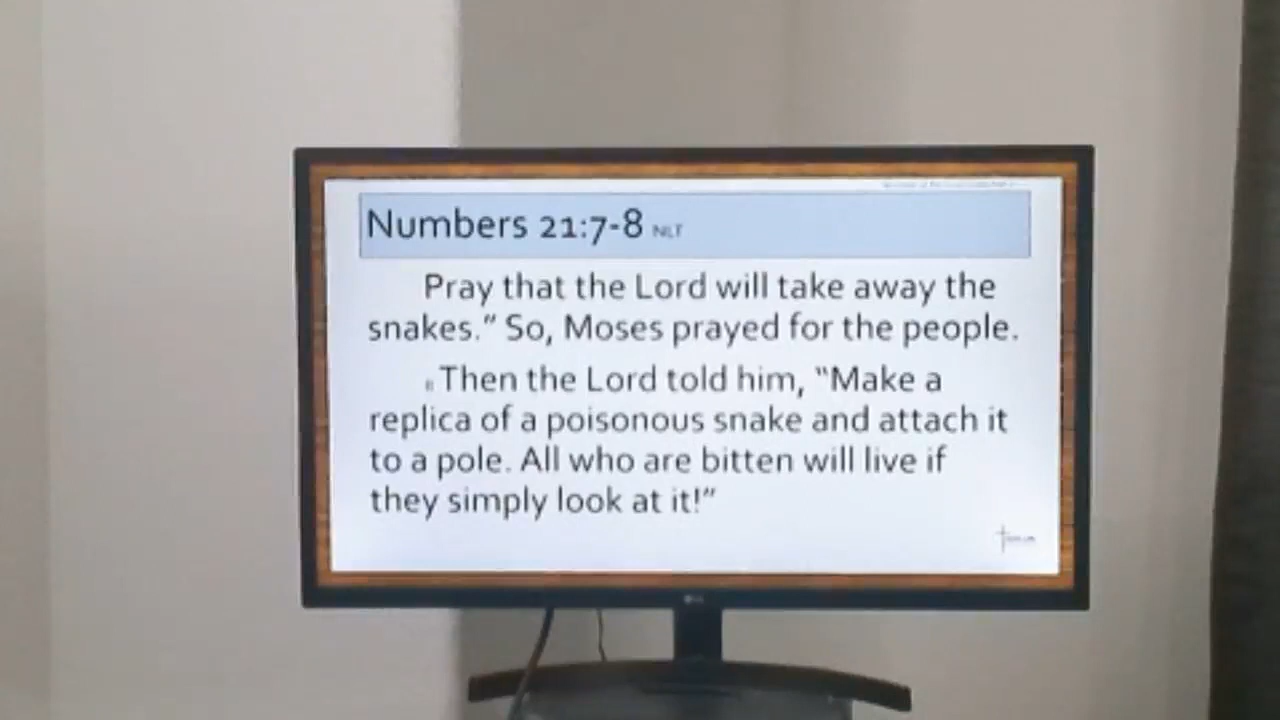 Numbers 21:7-8 NLT
Pray that the Lord will take away the
snakes.” So, Moses prayed for the people.
8 Then the Lord told him, “Make a
replica of a poisonous snake and attach it
to a pole. All who are bitten will live if
they simply look at it!”
LG